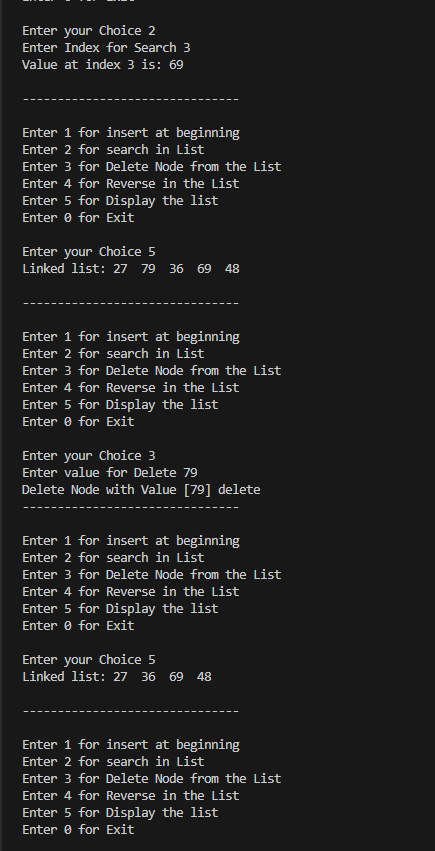 Enter your Choice 2
Enter Index for Search 3
Value at index 3 is: 69
-------------------------------
Enter 1 for insert at beginning
Enter 2 for search in List
Enter 3 for Delete Node from the List
Enter 4 for Reverse in the List
Enter 5 for Display the list
Enter 0 for Exit
Enter your Choice 5
Linked list: 27  79  36  69  48
-------------------------------
Enter 1 for insert at beginning
Enter 2 for search in List
Enter 3 for Delete Node from the List
Enter 4 for Reverse in the List
Enter 5 for Display the list
Enter 0 for Exit
Enter your Choice 3
Enter value for Delete 79
Delete Node with Value [79] delete
-------------------------------
Enter 1 for insert at beginning
Enter 2 for search in List
Enter 3 for Delete Node from the List
Enter 4 for Reverse in the List
Enter 5 for Display the list
Enter 0 for Exit
Enter your Choice 5
Linked list: 27  36  69  48
-------------------------------
Enter 1 for insert at beginning
Enter 2 for search in List
Enter 3 for Delete Node from the List
Enter 4 for Reverse in the List
Enter 5 for Display the list
Enter 0 for Exit